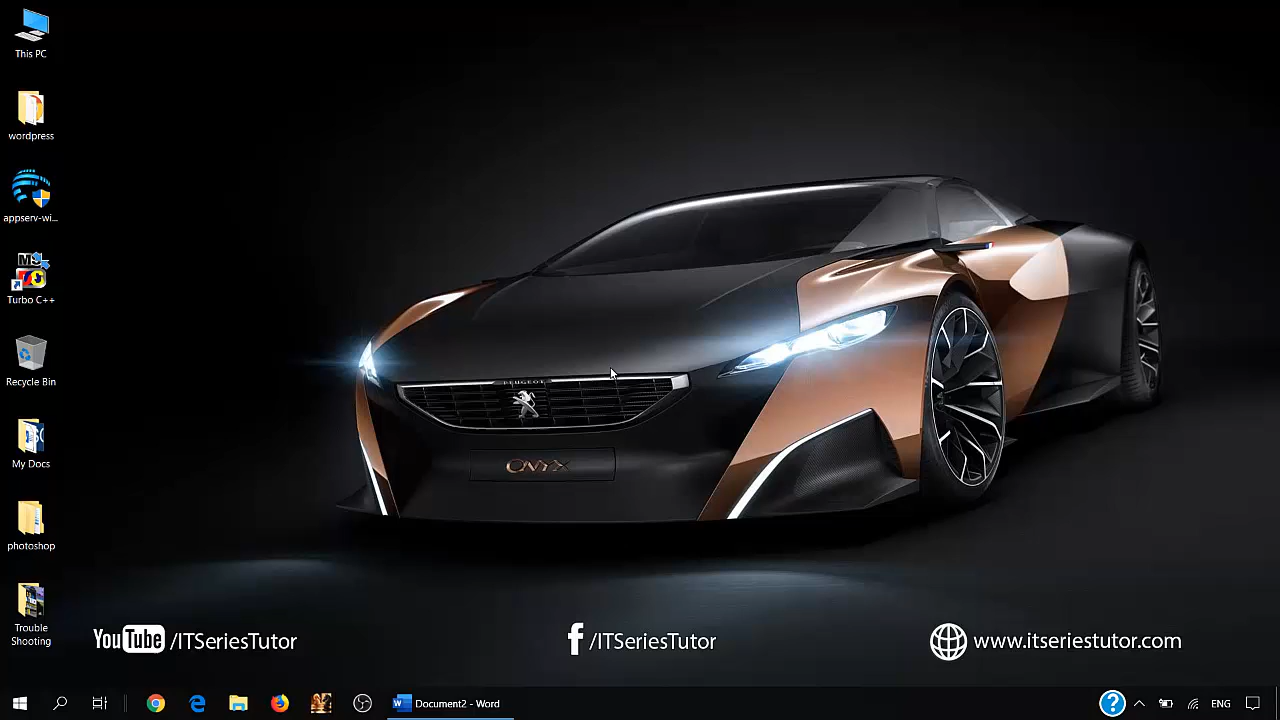 This PC
wordpress
appserv-wi...
Turbo C++
Recycle Bin
My Docs
photoshop
Trouble
Shooting
PEUGEOT
ONYX
YouTube /ITSeriesTutor
f /ITSeriesTutor
www.itseriestutor.com
Document2 - Word
ENG